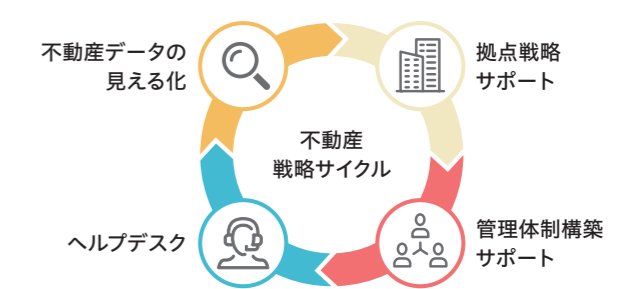 不動産データの
見える化
拠点戦略
サポート
不動産
戦略サイクル
ヘルプデスク
管理体制構築
サポート